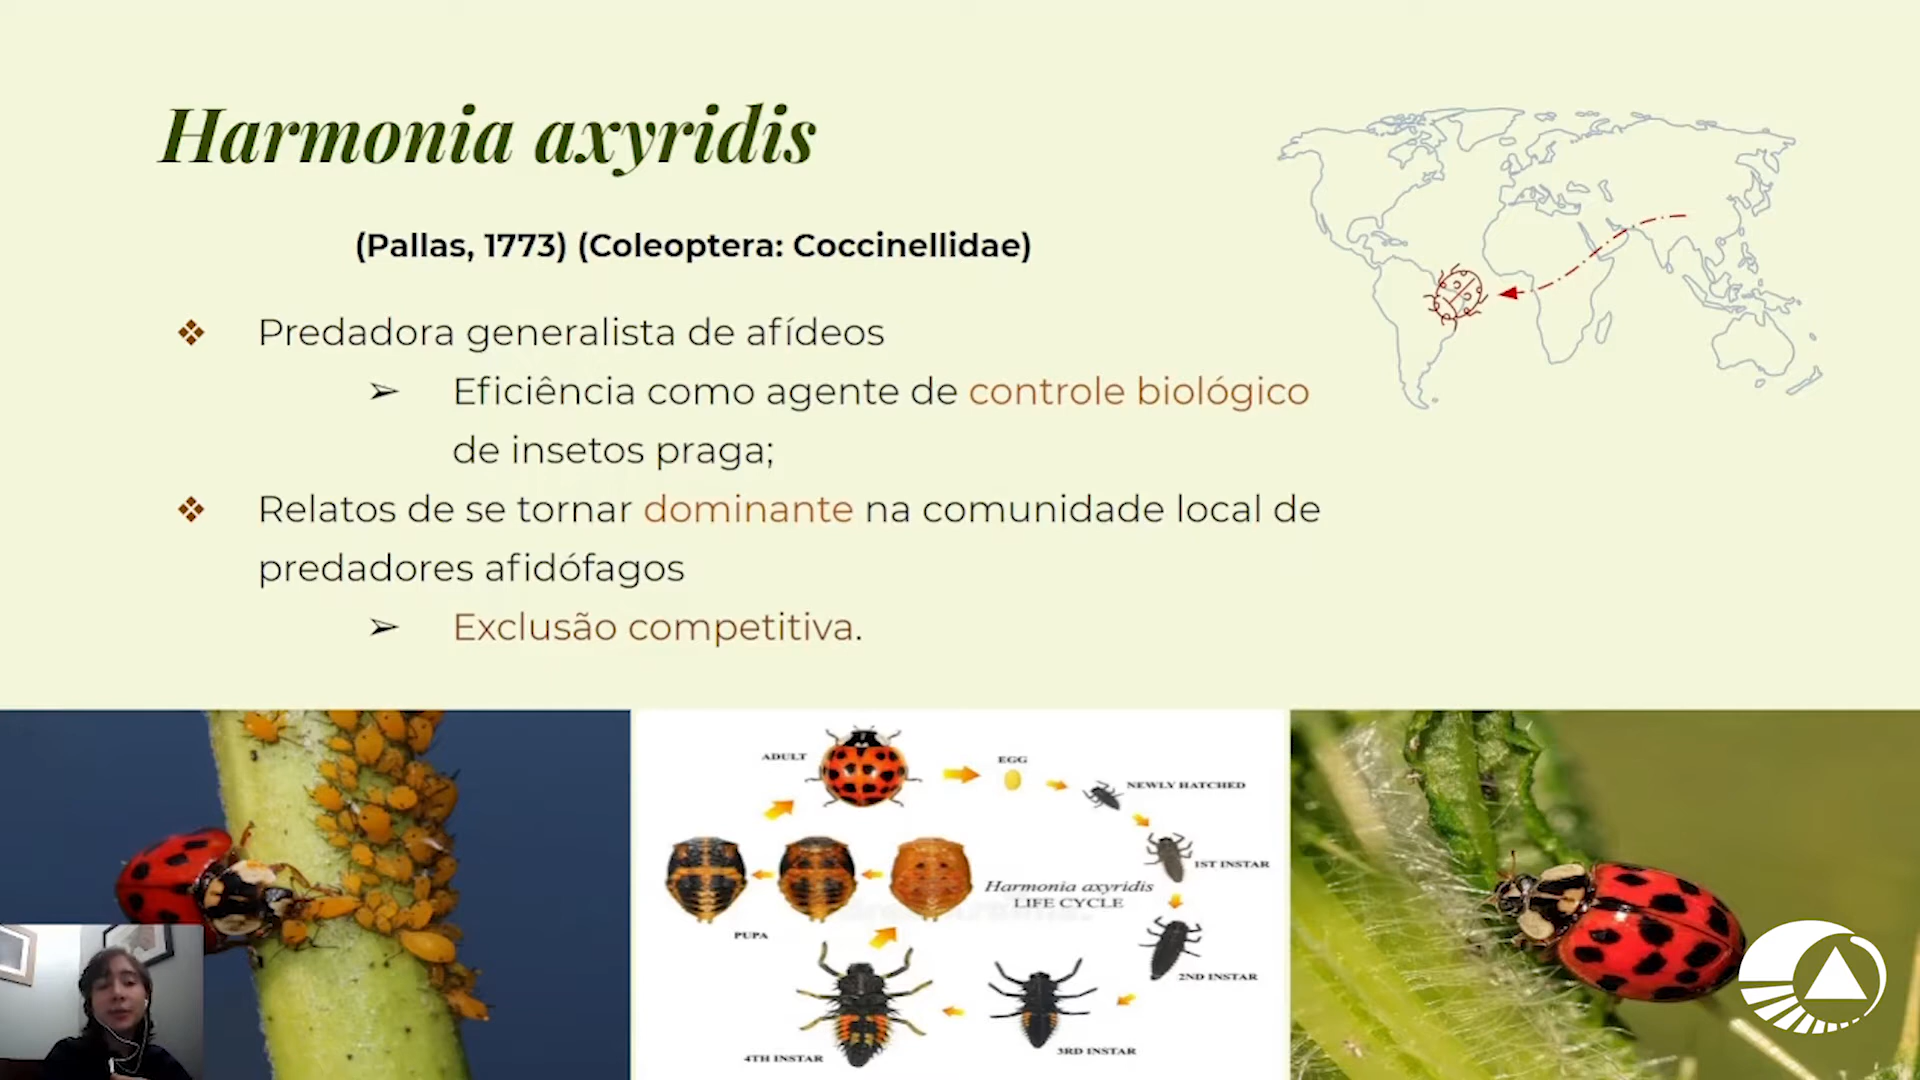 Harmonia axyridis
(Pallas, 1773) (Coleoptera: Coccinellidae)
❖ Predadora generalista de afídeos
➢ Eficiência como agente de controle biológico
de insetos praga;
❖ Relatos de se tornar dominante na comunidade local de
predadores afidófagos
➢ Exclusão competitiva.
ADULT
EGG
NEWLY HATCHED
1ST INSTAR
Harmonia axyridis
LIFE CYCLE
PUPA
2ND INSTAR
3RD INSTAR
4TH INSTAR